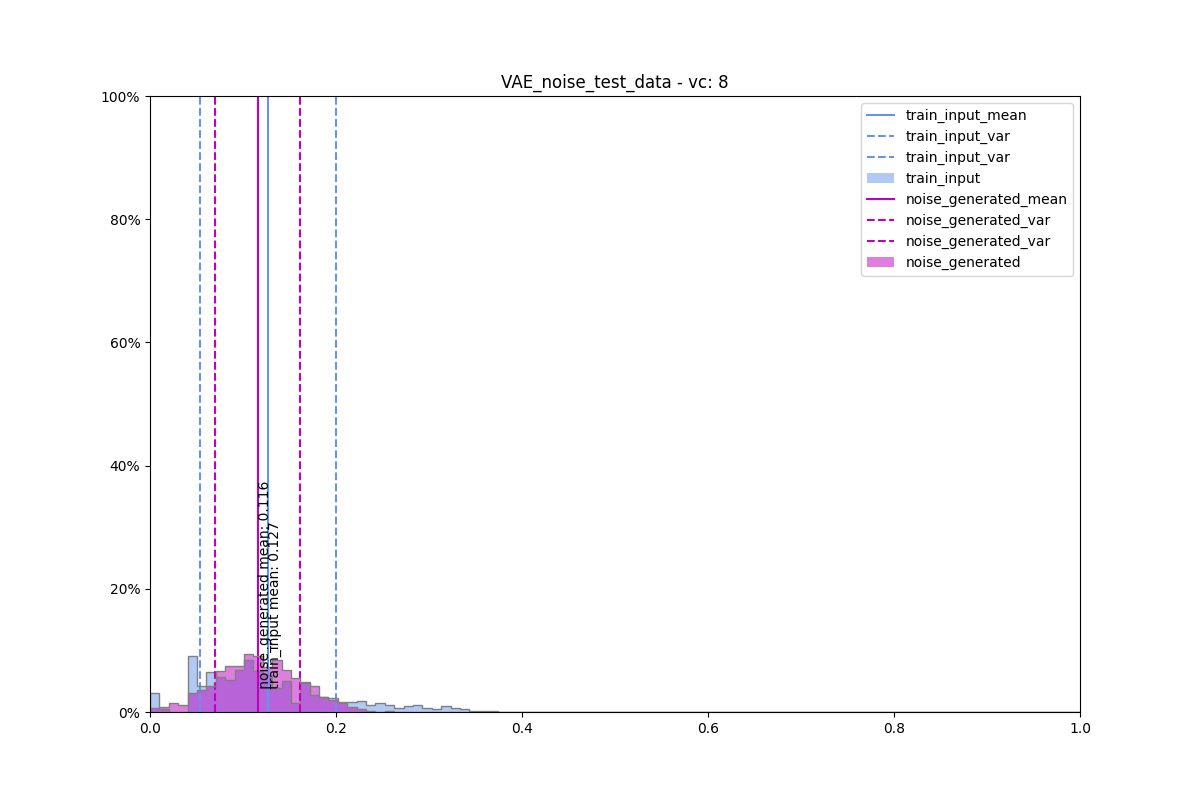 VAE_noise_test_data - vc: 8
100%
80%
60%
40%
20%
0%
train_input_mean
train_input_var
train_input_var
train_input
noise_generated_mean
noise_generated_var
noise_generated_var
noise_generated
noise_generated mean: 0.116
train_input mean: 0.127
0.0 0.2 0.4 0.6 0.8 1.0